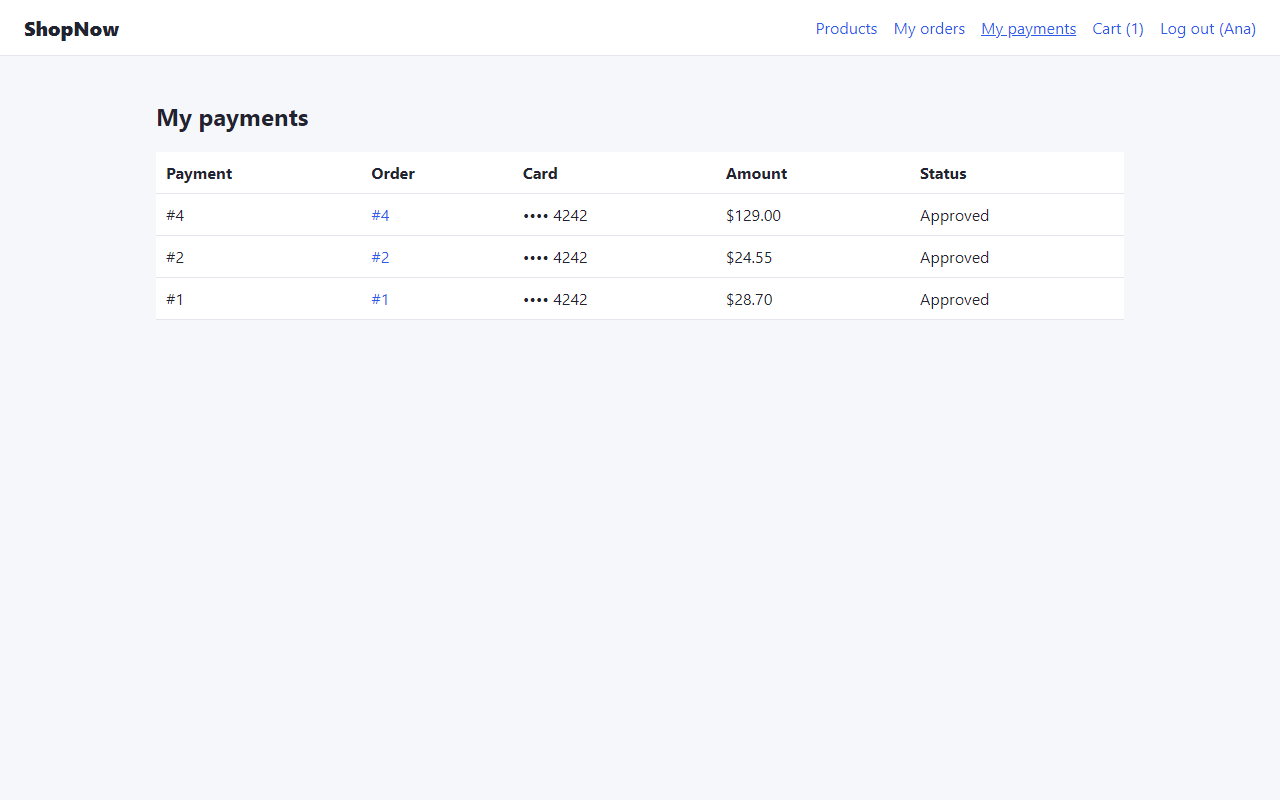 ShopNow Products My orders My payments Cart (1) Log out (Ana)
My payments
Payment Order Card Amount Status
#4 #4 •••• 4242 $129.00 Approved
#2 #2 •••• 4242 $24.55 Approved
#1 #1 •••• 4242 $28.70 Approved